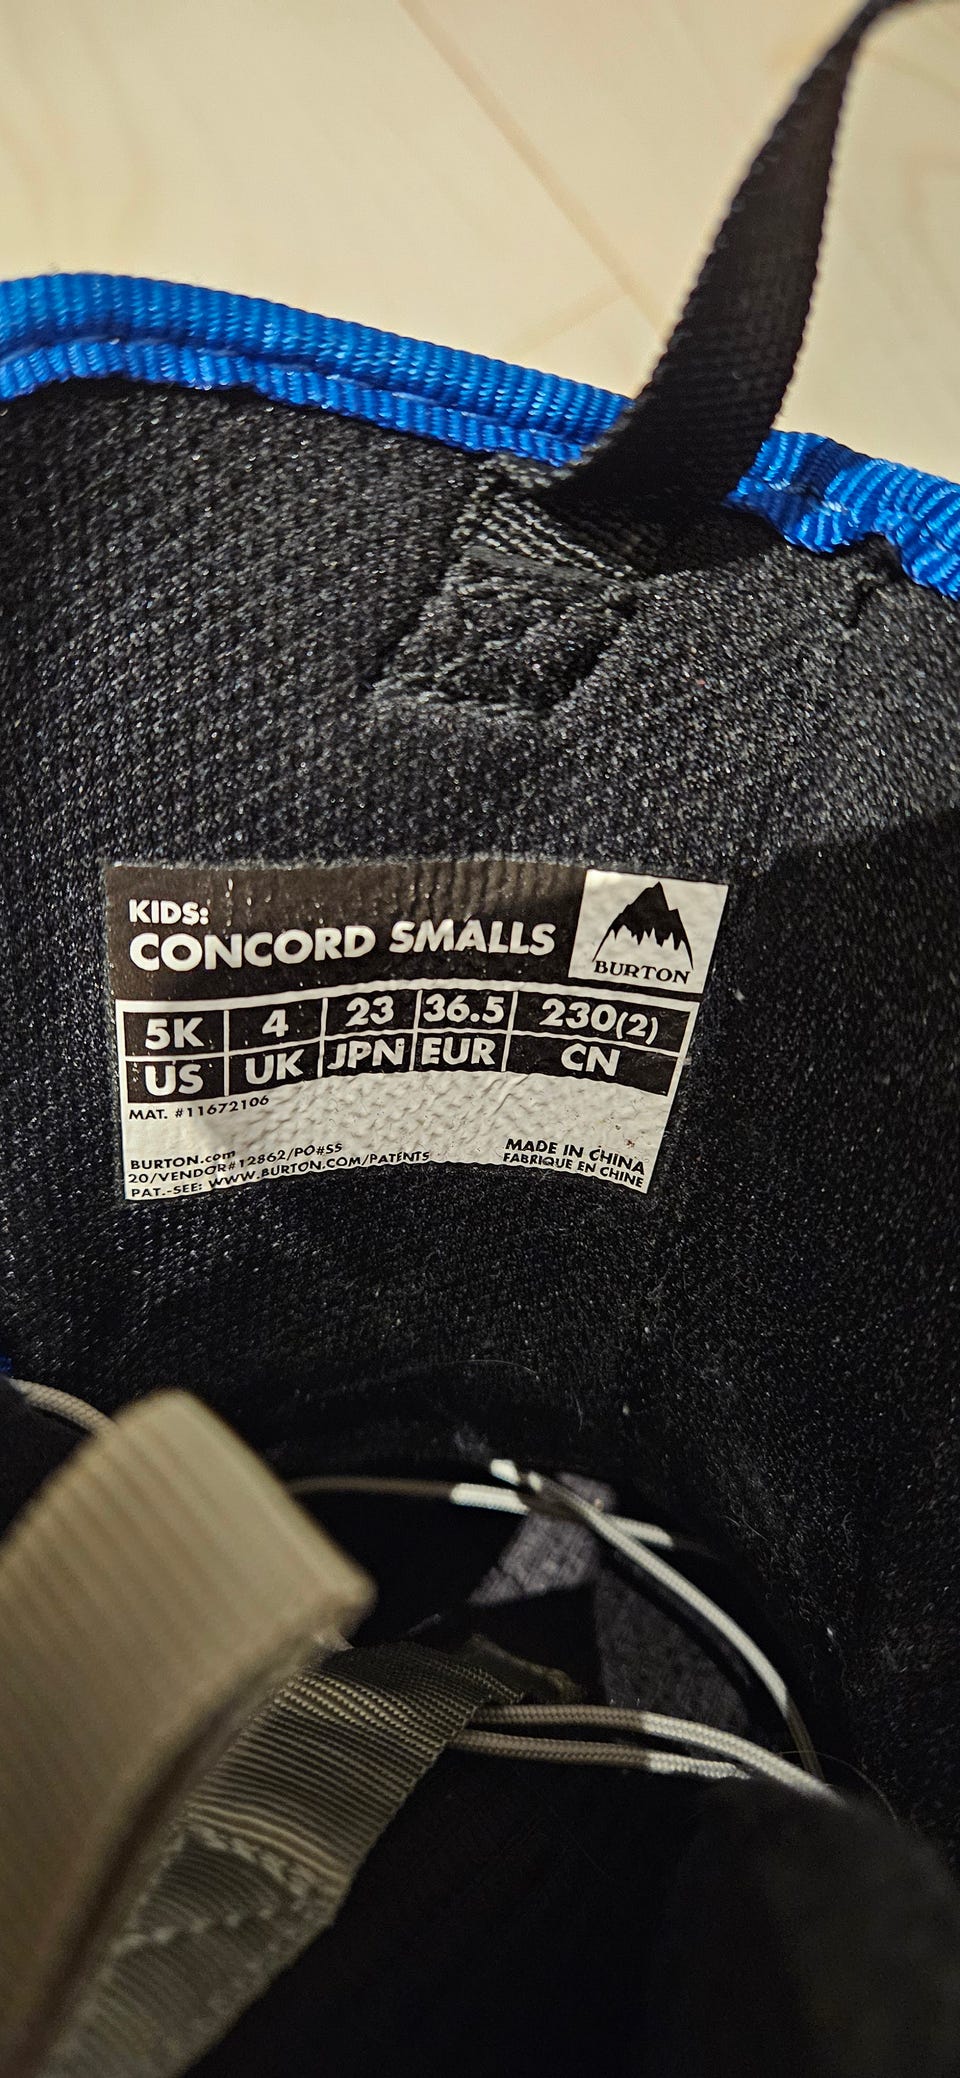 KIDS:
CONCORD SMALLS
BURTON
5K 4 23 36.5 230(2)
US UK JPN EUR CN
MAT. #11672106
BURTON.com
20/VENDOR#12862/PO#SS
PAT.-SEE: WWW.BURTON.COM/PATENTS
MADE IN CHINA
FABRIQUE EN CHINE